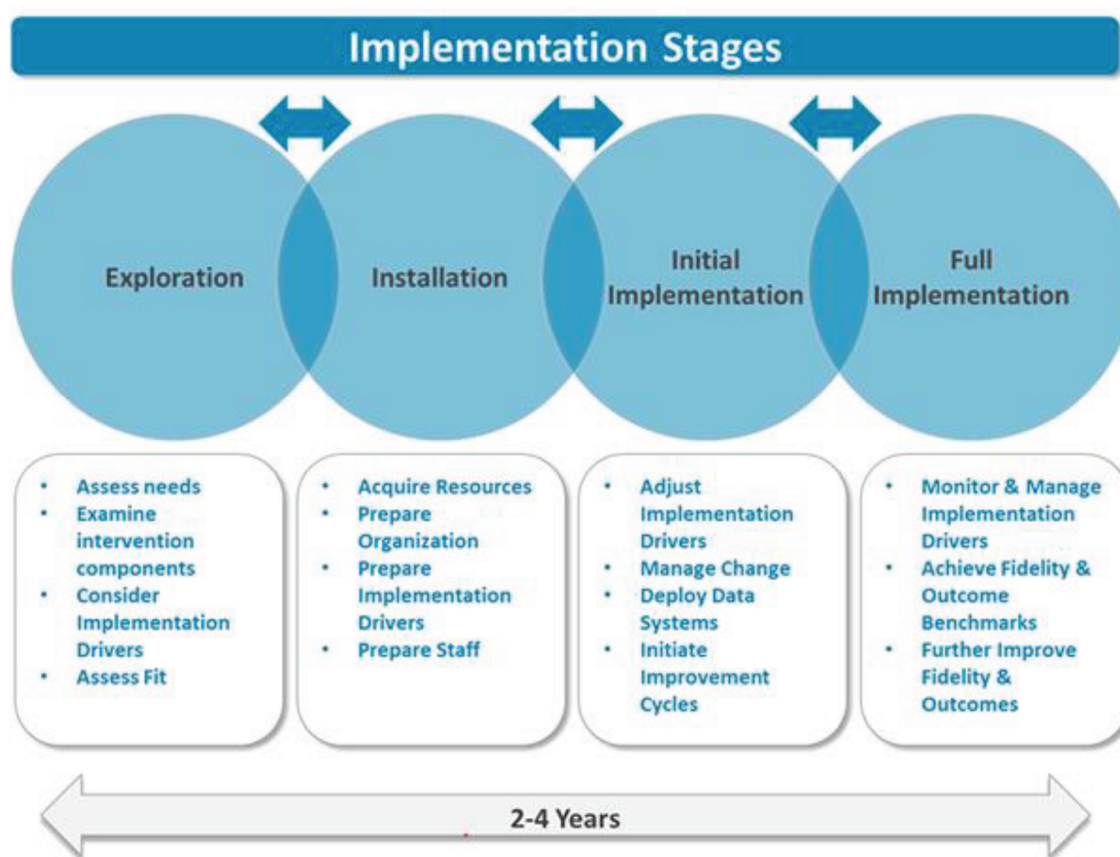 Implementation Stages
Exploration
Installation
Initial
Implementation
Full
Implementation
• Assess needs
• Examine
intervention
components
• Consider
Implementation
Drivers
• Assess Fit
• Acquire Resources
• Prepare
Organization
• Prepare
Implementation
Drivers
• Prepare Staff
• Adjust
Implementation
Drivers
• Manage Change
• Deploy Data
Systems
• Initiate
Improvement
Cycles
• Monitor & Manage
Implementation
Drivers
• Achieve Fidelity &
Outcome
Benchmarks
• Further Improve
Fidelity &
Outcomes
2-4 Years